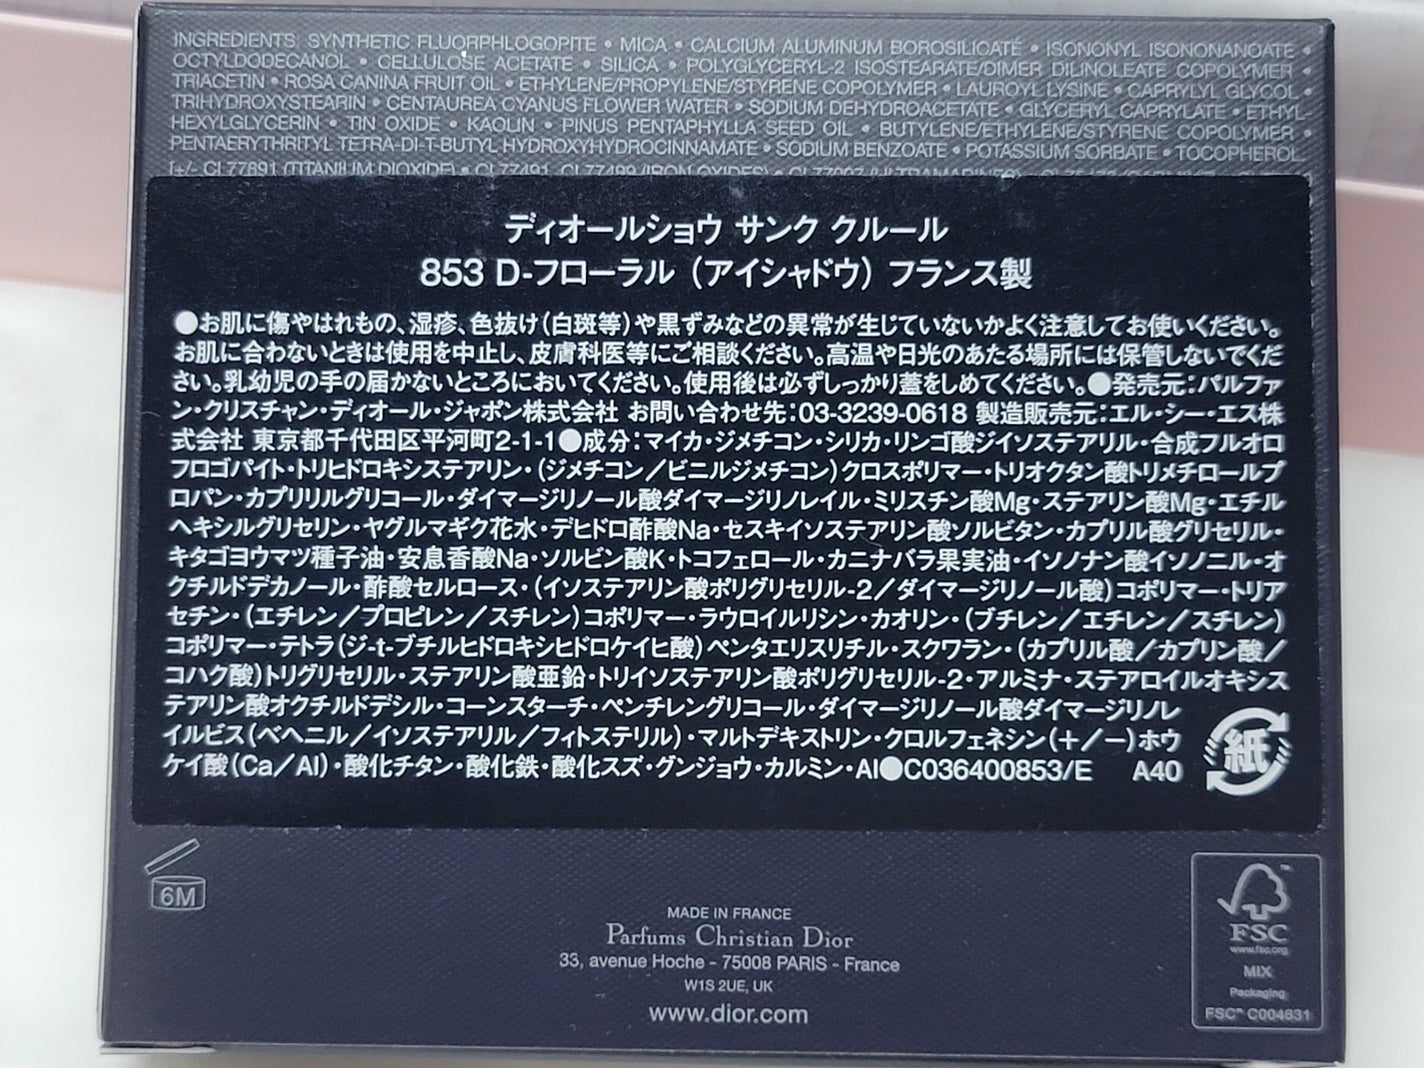 INGREDIENTS: SYNTHETIC FLUORPHLOGOPITE • MICA • CALCIUM ALUMINUM BOROSILICATE • ISONONYL ISONONANOATE •
OCTYLDODECANOL • CELLULOSE ACETATE • SILICA • POLYGLYCERYL-2 ISOSTEARATE/DIMER DILINOLEATE COPOLYMER •
TRIACETIN • ROSA CANINA FRUIT OIL • ETHYLENE/PROPYLENE/STYRENE COPOLYMER • LAUROYL LYSINE • CAPRYLYL GLYCOL •
TRIHYDROXYSTEARIN • CENTAUREA CYANUS FLOWER WATER • SODIUM DEHYDROACETATE • GLYCERYL CAPRYLATE • ETHYL-
HEXYLGLYCERIN • TIN OXIDE • KAOLIN • PINUS PENTAPHYLLA SEED OIL • BUTYLENE/ETHYLENE/STYRENE COPOLYMER •
PENTAERYTHRITYL TETRA-DI-T-BUTYL HYDROXYHYDROCINNAMATE • SODIUM BENZOATE • POTASSIUM SORBATE • TOCOPHEROL
[+/- CI 77891 (TITANIUM DIOXIDE) • CI 77491, CI 77499 (IRON OXIDES) • CI 77007 (ULTRAMARINES)
ディオールショウ サンク クルール
853 D-フローラル（アイシャドウ）フランス製
●お肌に傷やはれもの、湿疹、色抜け（白斑等）や黒ずみなどの異常が生じていないかよく注意してお使いください。
お肌に合わないときは使用を中止し、皮膚科医等にご相談ください。高温や日光のあたる場所には保管しないでくだ
さい。乳幼児の手の届かないところにおいてください。使用後は必ずしっかり蓋をしめてください。●発売元：パルファ
ン・クリスチャン・ディオール・ジャポン株式会社 お問い合わせ先：03-3239-0618 製造販売元：エル・シー・エス株
式会社 東京都千代田区平河町2-1-1●成分：マイカ・ジメチコン・シリカ・リンゴ酸ジイソステアリル・合成フルオロ
フロゴパイト・トリヒドロキシステアリン・（ジメチコン／ビニルジメチコン）クロスポリマー・トリオクタン酸トリメチロールプ
ロパン・カプリリルグリコール・ダイマージリノール酸ダイマージリノレイル・ミリスチン酸Mg・ステアリン酸Mg・エチル
ヘキシルグリセリン・ヤグルマギク花水・デヒドロ酢酸Na・セスキイソステアリン酸ソルビタン・カプリル酸グリセリル・
キタゴヨウマツ種子油・安息香酸Na・ソルビン酸K・トコフェロール・カニナバラ果実油・イソノナン酸イソノニル・オ
クチルドデカノール・酢酸セルロース・（イソステアリン酸ポリグリセリル-2／ダイマージリノール酸）コポリマー・トリア
セチン・（エチレン／プロピレン／スチレン）コポリマー・ラウロイルリシン・カオリン・（ブチレン／エチレン／スチレン）
コポリマー・テトラ（ジ-t-ブチルヒドロキシヒドロケイヒ酸）ペンタエリスリチル・スクワラン・（カプリル酸／カプリン酸／
コハク酸）トリグリセリル・ステアリン酸亜鉛・トリイソステアリン酸ポリグリセリル-2・アルミナ・ステアロイルオキシス
テアリン酸オクチルドデシル・コーンスターチ・ペンチレングリコール・ダイマージリノール酸ダイマージリノレ
イルビス（ベヘニル／イソステアリル／フィトステリル）・マルトデキストリン・クロルフェネシン（＋／－）ホウ
ケイ酸（Ca／Al）・酸化チタン・酸化鉄・酸化スズ・グンジョウ・カルミン・Al●C036400853/E A40
紙
6M
MADE IN FRANCE
Parfums Christian Dior
33, avenue Hoche - 75008 PARIS - France
W1S 2UE, UK
www.dior.com
FSC
www.fsc.org
MIX
Packaging
FSC™ C004631